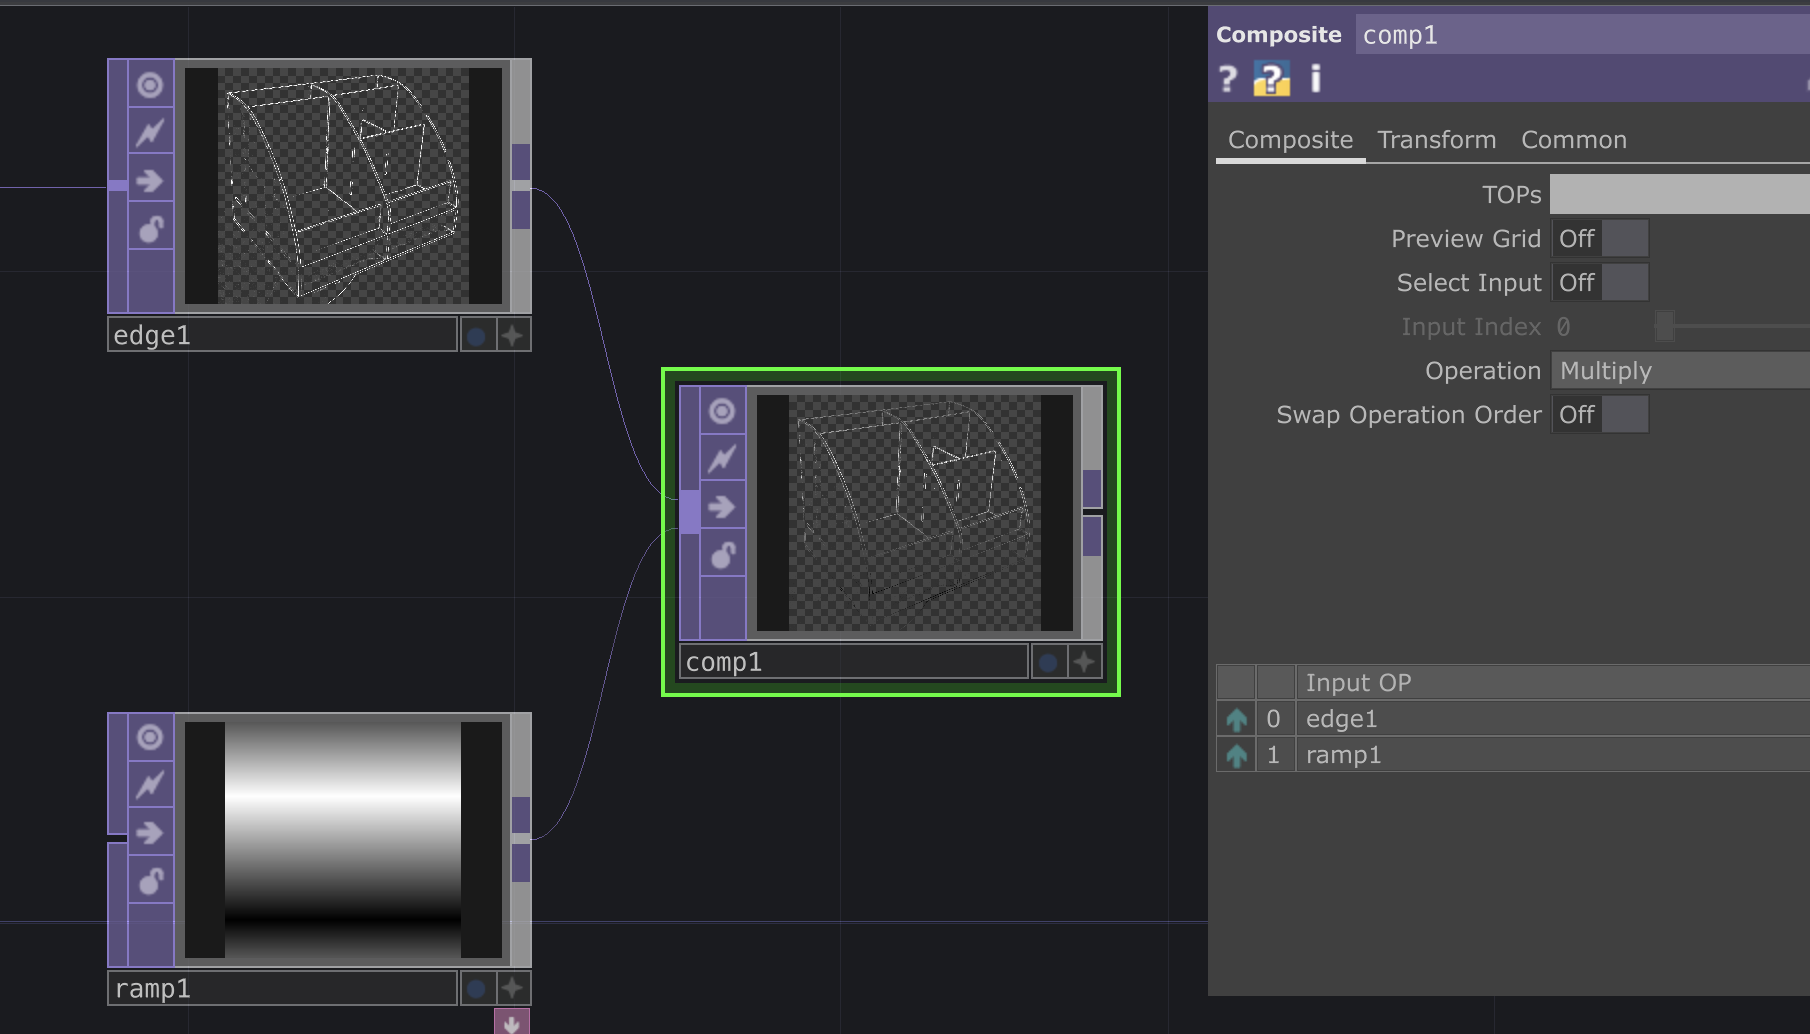 Composite comp1
? ? i
Composite Transform Common
TOPs
Preview Grid Off
Select Input Off
Input Index 0
Operation Multiply
Swap Operation Order Off
Input OP
0 edge1
1 ramp1
edge1
comp1
ramp1